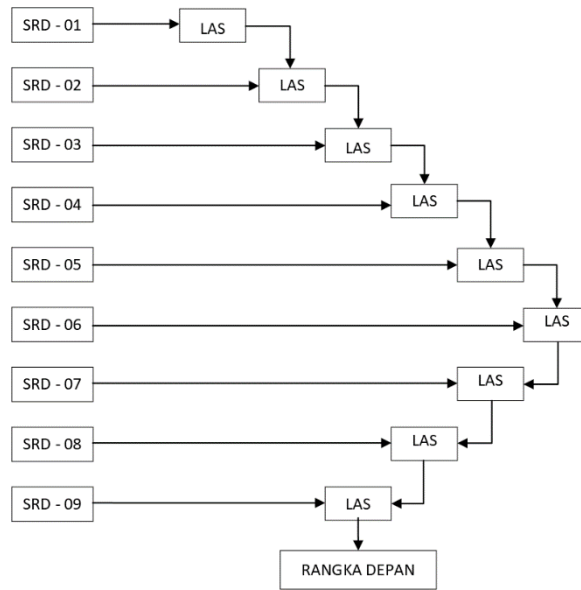 SRD - 01
LAS
SRD - 02
LAS
SRD - 03
LAS
SRD - 04
LAS
SRD - 05
LAS
SRD - 06
LAS
SRD - 07
LAS
SRD - 08
LAS
SRD - 09
LAS
RANGKA DEPAN